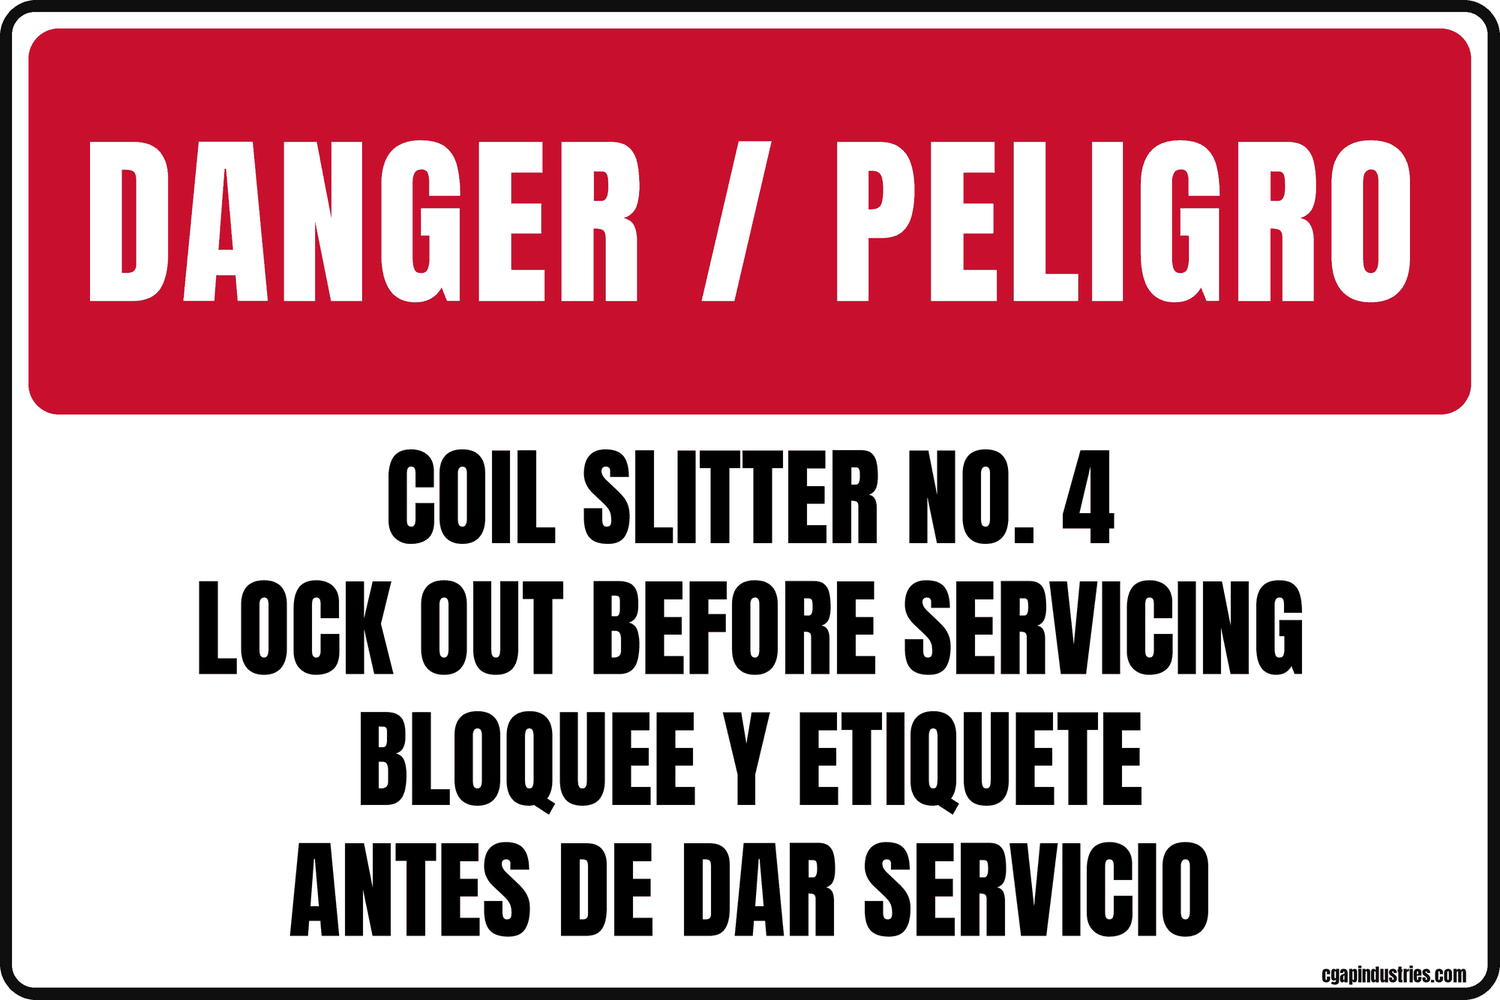 DANGER / PELIGRO
COIL SLITTER NO. 4
LOCK OUT BEFORE SERVICING
BLOQUEE Y ETIQUETE
ANTES DE DAR SERVICIO
cgapindustries.com